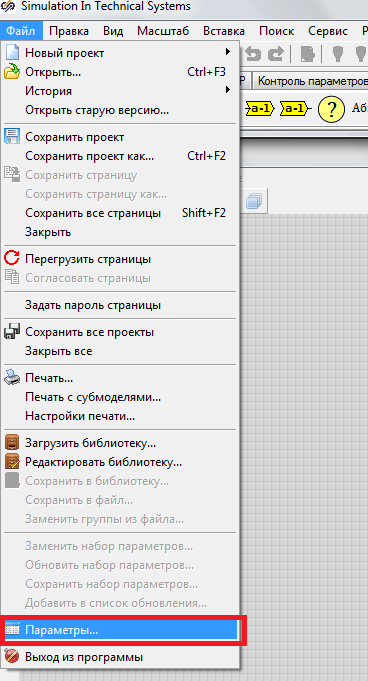 Simulation In Technical Systems
Файл Правка Вид Масштаб Вставка Поиск Сервис Расчёт
Новый проект
Открыть... Ctrl+F3
История
Открыть старую версию...
Р Контроль параметров
a-1 a-1 ? Аб
Сохранить проект
Сохранить проект как... Ctrl+F2
Сохранить страницу
Сохранить страницу как...
Сохранить все страницы Shift+F2
Закрыть
Перегрузить страницы
Согласовать страницы
Задать пароль страницы
Сохранить все проекты
Закрыть все
Печать...
Печать с субмоделями...
Настройки печати...
Загрузить библиотеку...
Редактировать библиотеку...
Сохранить в библиотеку...
Сохранить в файл...
Заменить группы из файла...
Заменить набор параметров...
Обновить набор параметров...
Сохранить набор параметров...
Добавить в список обновления...
Параметры...
Выход из программы